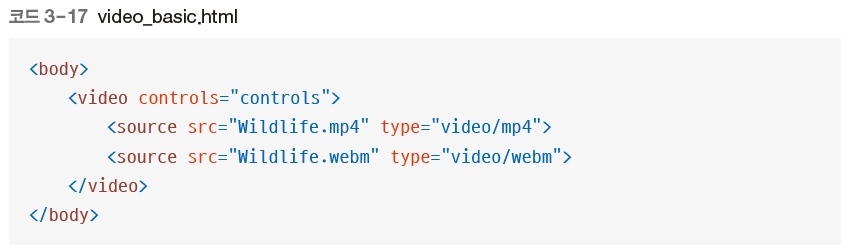 코드 3-17 video_basic.html
<body>
<video controls="controls">
<source src="Wildlife.mp4" type="video/mp4">
<source src="Wildlife.webm" type="video/webm">
</video>
</body>